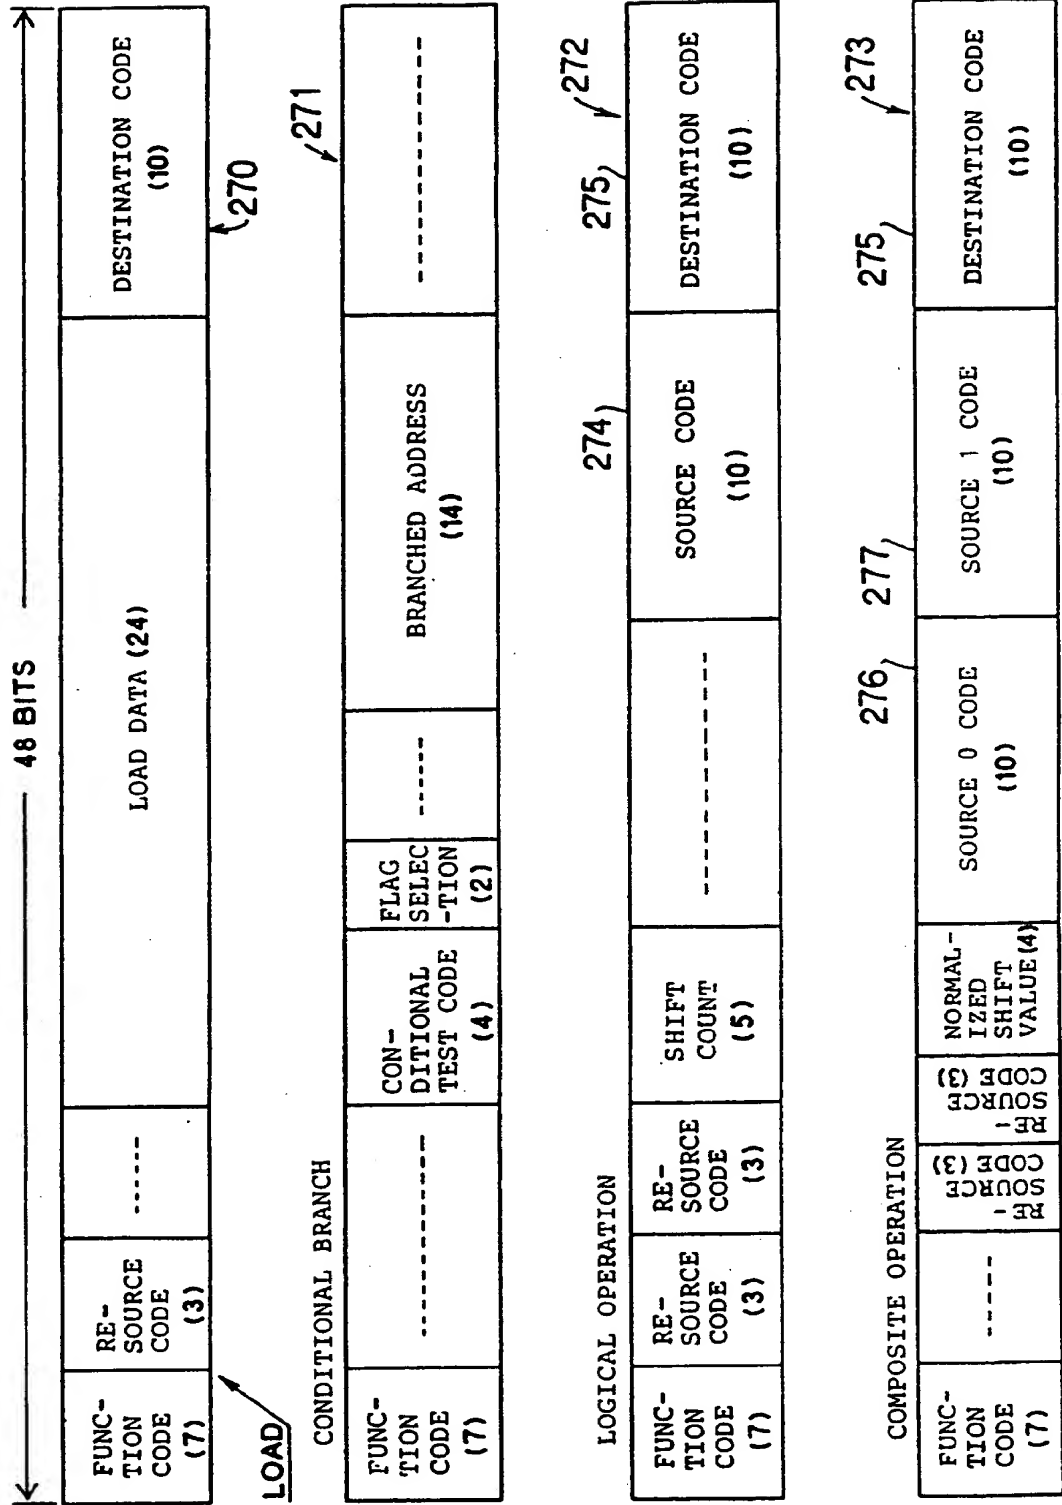 48 BITS
FUNC-
TION
CODE
(7)
RE-
SOURCE
CODE
(3)
------
LOAD DATA (24)
DESTINATION CODE
(10)
LOAD
270
CONDITIONAL BRANCH
271
FUNC-
TION
CODE
(7)
-----------
CON-
DITIONAL
TEST CODE
(4)
FLAG
SELEC
-TION
(2)
------
BRANCHED ADDRESS
(14)
-------------
LOGICAL OPERATION
274
275
272
FUNC-
TION
CODE
(7)
RE-
SOURCE
CODE
(3)
RE-
SOURCE
CODE
(3)
SHIFT
COUNT
(5)
-------------
SOURCE CODE
(10)
DESTINATION CODE
(10)
COMPOSITE OPERATION
276
277
275
273
FUNC-
TION
CODE
(7)
-----
RE-
SOURCE
CODE (3)
RE-
SOURCE
CODE (3)
NORMAL-
IZED
SHIFT
VALUE(4)
SOURCE 0 CODE
(10)
SOURCE 1 CODE
(10)
DESTINATION CODE
(10)